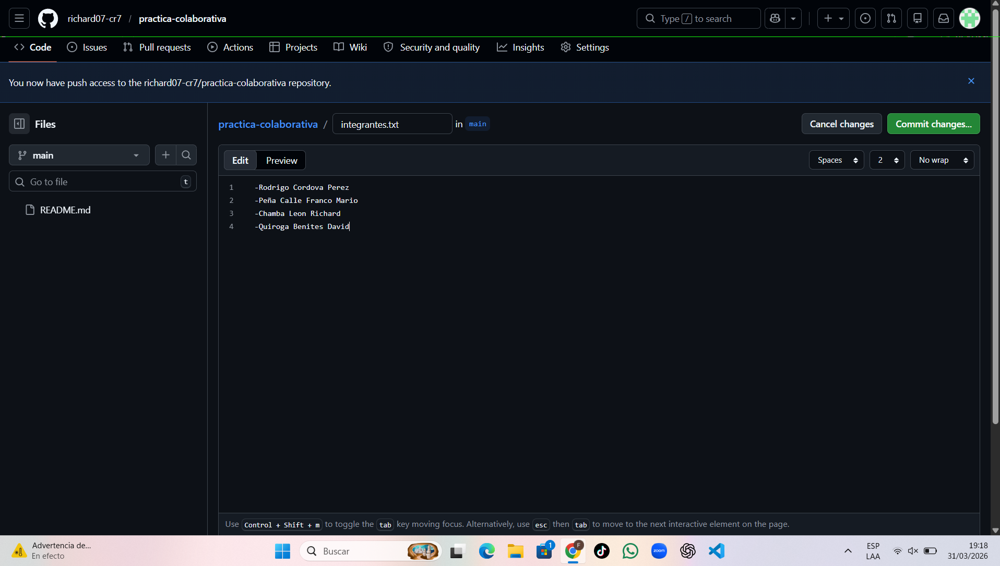 richard07-cr7 / practica-colaborativa
Type / to search
Code Issues Pull requests Actions Projects Wiki Security and quality Insights Settings
You now have push access to the richard07-cr7/practica-colaborativa repository.
Files
practica-colaborativa / integrantes.txt in main
Cancel changes Commit changes...
main
Edit Preview
Spaces 2 No wrap
Go to file t
README.md
1 -Rodrigo Cordova Perez
2 -Peña Calle Franco Mario
3 -Chamba Leon Richard
4 -Quiroga Benites David
Use Control + Shift + m to toggle the tab key moving focus. Alternatively, use esc then tab to move to the next interactive element on the page.
Advertencia de...
En efecto
Buscar
1
F
zoom
ESP
LAA
19:18
31/03/2026